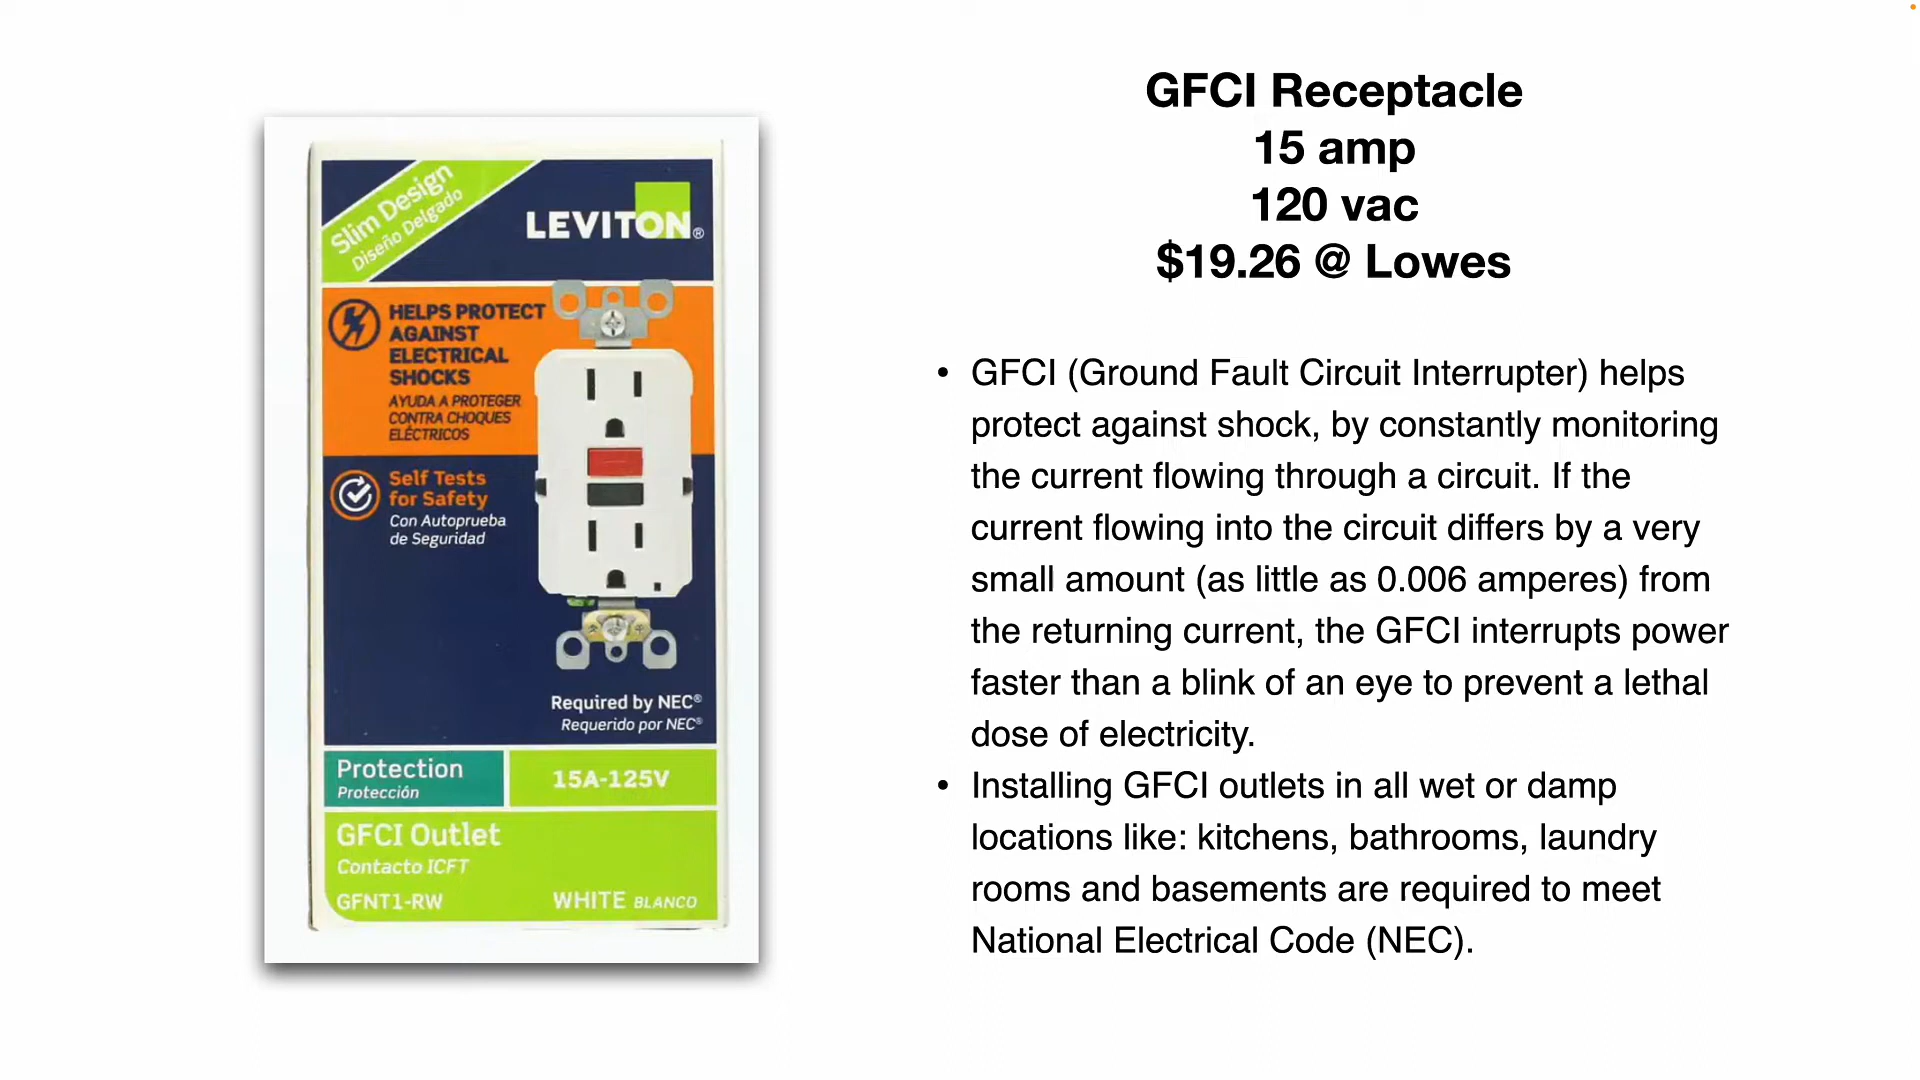 Slim Design
Diseño Delgado
LEVITON®
HELPS PROTECT
AGAINST
ELECTRICAL
SHOCKS
AYUDA A PROTEGER
CONTRA CHOQUES
ELÉCTRICOS
Self Tests
for Safety
Con Autoprueba
de Seguridad
Required by NEC®
Requerido por NEC®
Protection
Protección
15A-125V
GFCI Outlet
Contacto ICFT
GFNT1-RW
WHITE BLANCO
GFCI Receptacle
15 amp
120 vac
$19.26 @ Lowes
• GFCI (Ground Fault Circuit Interrupter) helps
protect against shock, by constantly monitoring
the current flowing through a circuit. If the
current flowing into the circuit differs by a very
small amount (as little as 0.006 amperes) from
the returning current, the GFCI interrupts power
faster than a blink of an eye to prevent a lethal
dose of electricity.
• Installing GFCI outlets in all wet or damp
locations like: kitchens, bathrooms, laundry
rooms and basements are required to meet
National Electrical Code (NEC).